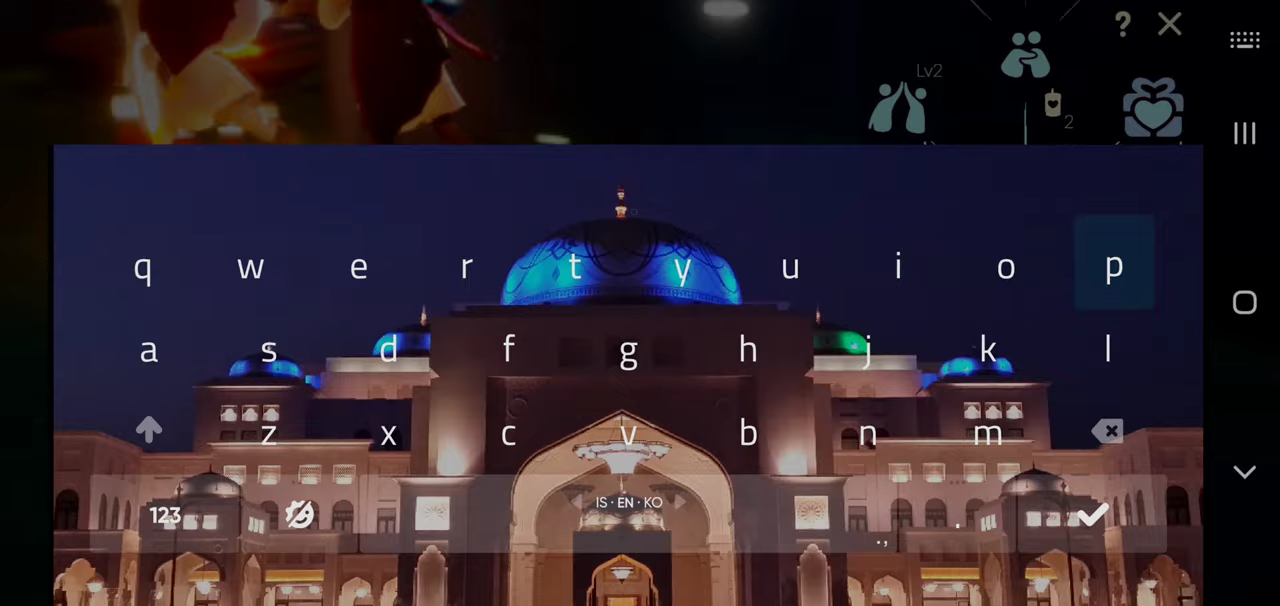 ?
Lv2
2
q w e r t y u i o p
a s d f g h j k l
z x c v b n m
IS · EN · KO
123 .
.,